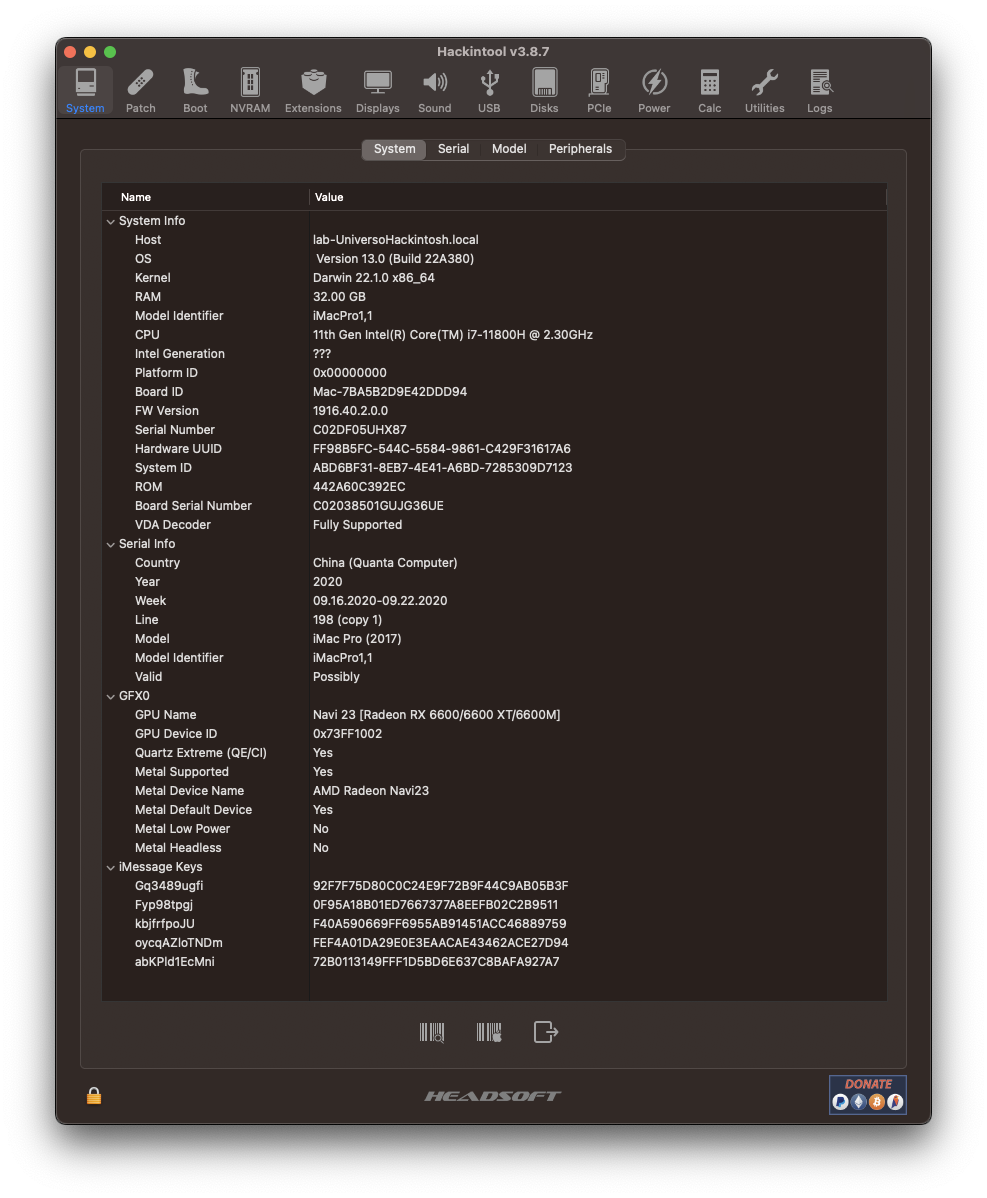 Hackintool v3.8.7
System Patch Boot NVRAM Extensions Displays Sound USB Disks PCIe Power Calc Utilities Logs
System Serial Model Peripherals
Name Value
System Info
Host lab-UniversoHackintosh.local
OS Version 13.0 (Build 22A380)
Kernel Darwin 22.1.0 x86_64
RAM 32.00 GB
Model Identifier iMacPro1,1
CPU 11th Gen Intel(R) Core(TM) i7-11800H @ 2.30GHz
Intel Generation ???
Platform ID 0x00000000
Board ID Mac-7BA5B2D9E42DDD94
FW Version 1916.40.2.0.0
Serial Number C02DF05UHX87
Hardware UUID FF98B5FC-544C-5584-9861-C429F31617A6
System ID ABD6BF31-8EB7-4E41-A6BD-7285309D7123
ROM 442A60C392EC
Board Serial Number C02038501GUJG36UE
VDA Decoder Fully Supported
Serial Info
Country China (Quanta Computer)
Year 2020
Week 09.16.2020-09.22.2020
Line 198 (copy 1)
Model iMac Pro (2017)
Model Identifier iMacPro1,1
Valid Possibly
GFX0
GPU Name Navi 23 [Radeon RX 6600/6600 XT/6600M]
GPU Device ID 0x73FF1002
Quartz Extreme (QE/CI) Yes
Metal Supported Yes
Metal Device Name AMD Radeon Navi23
Metal Default Device Yes
Metal Low Power No
Metal Headless No
iMessage Keys
Gq3489ugfi 92F7F75D80C0C24E9F72B9F44C9AB05B3F
Fyp98tpgj 0F95A18B01ED7667377A8EEFB02C2B9511
kbjfrfpoJU F40A590669FF6955AB91451ACC46889759
oycqAZloTNDm FEF4A01DA29E0E3EAACAE43462ACE27D94
abKPld1EcMni 72B0113149FFF1D5BD6E637C8BAFA927A7
HEADSOFT
DONATE